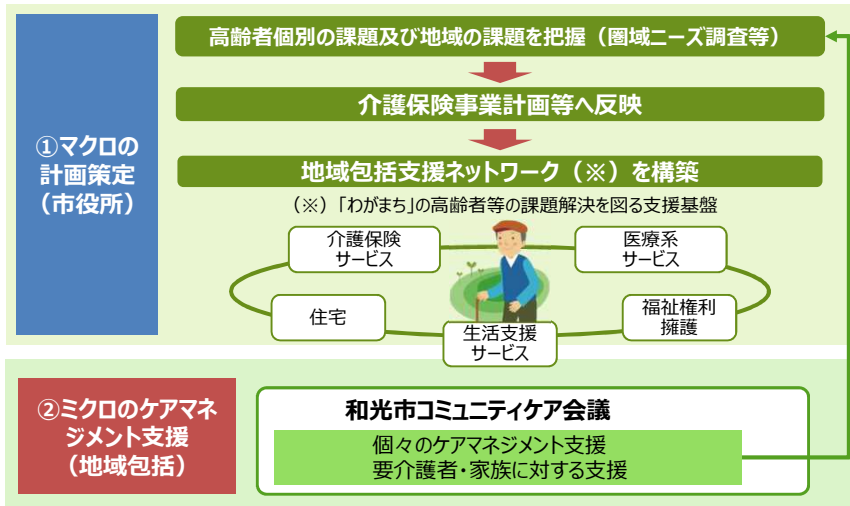 高齢者個別の課題及び地域の課題を把握（圏域ニーズ調査等）
介護保険事業計画等へ反映
①マクロの
計画策定
（市役所）
地域包括支援ネットワーク（※）を構築
（※）「わがまち」の高齢者等の課題解決を図る支援基盤
介護保険
サービス
医療系
サービス
住宅
生活支援
サービス
福祉権利
擁護
②ミクロのケアマネ
ジメント支援
（地域包括）
和光市コミュニティケア会議
個々のケアマネジメント支援
要介護者・家族に対する支援